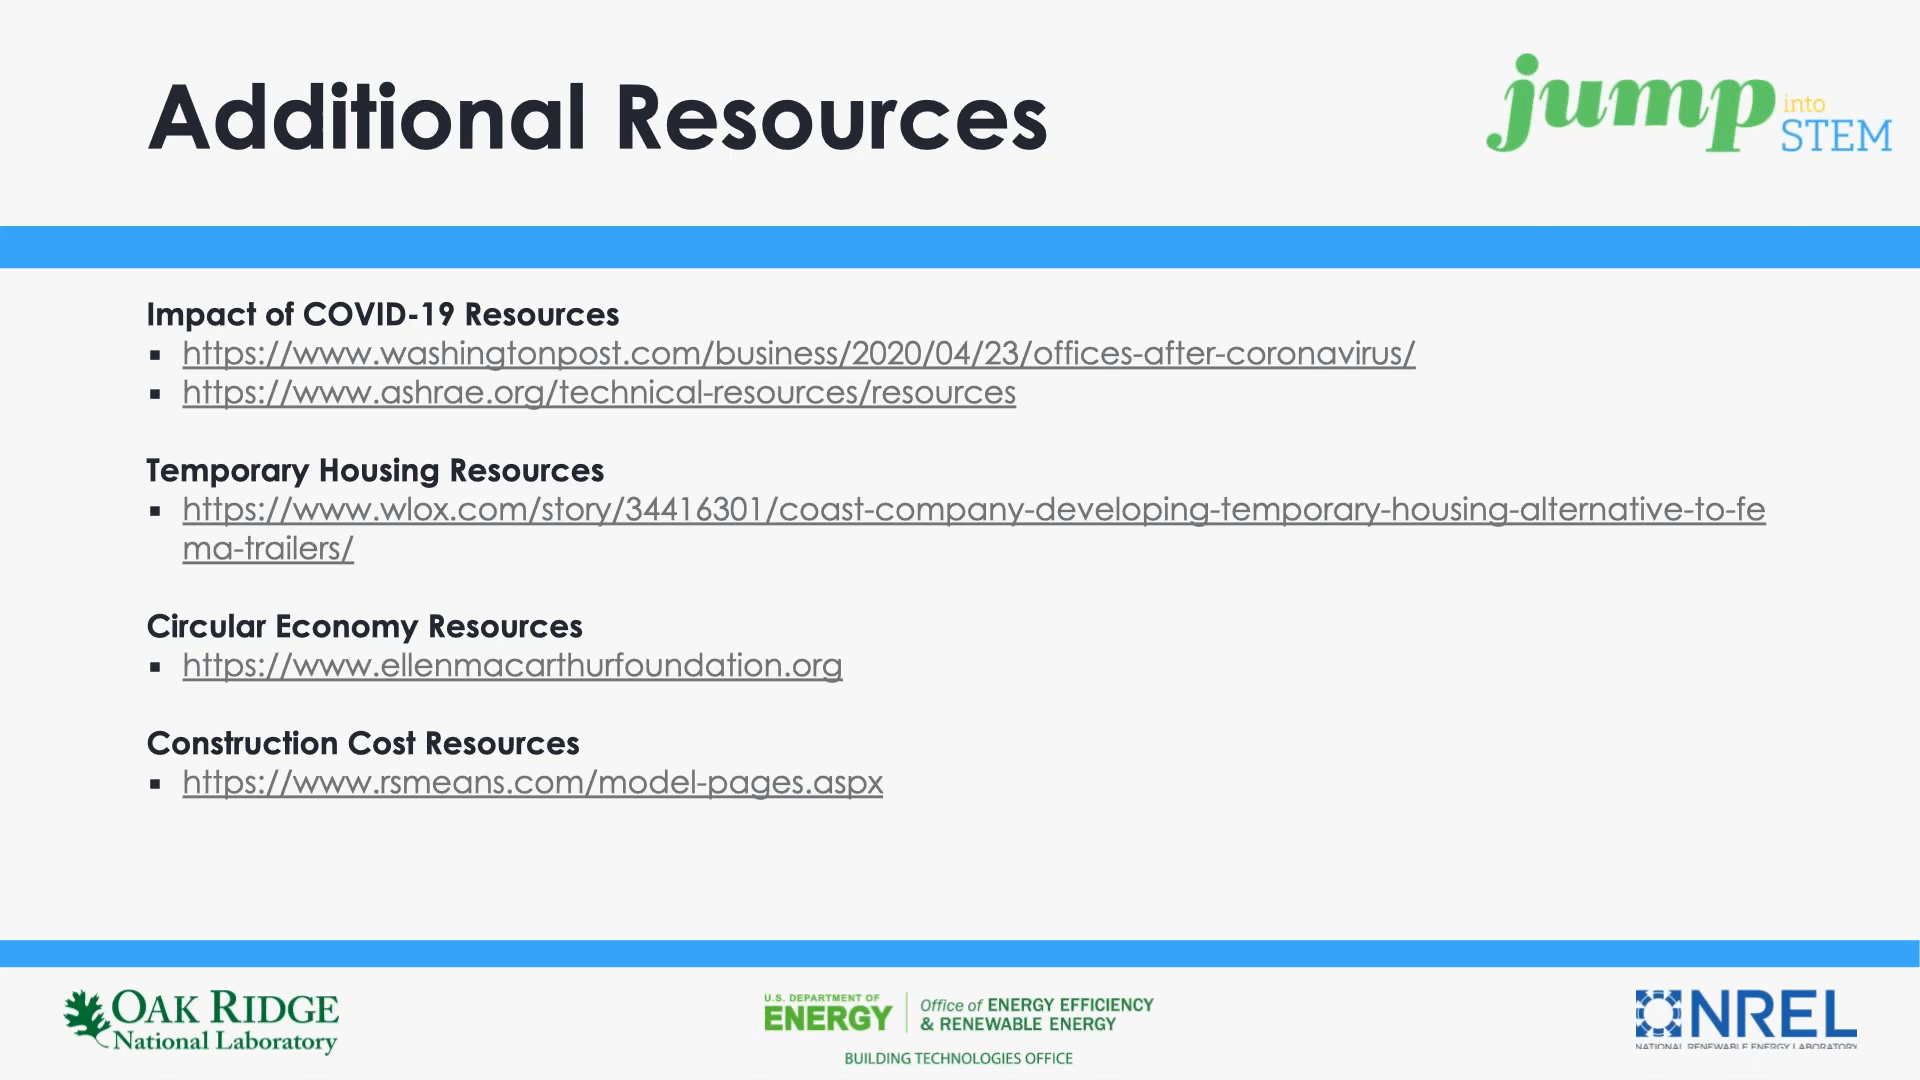 Additional Resources
jump into STEM
Impact of COVID-19 Resources
▪ https://www.washingtonpost.com/business/2020/04/23/offices-after-coronavirus/
▪ https://www.ashrae.org/technical-resources/resources
Temporary Housing Resources
▪ https://www.wlox.com/story/34416301/coast-company-developing-temporary-housing-alternative-to-fe
ma-trailers/
Circular Economy Resources
▪ https://www.ellenmacarthurfoundation.org
Construction Cost Resources
▪ https://www.rsmeans.com/model-pages.aspx
OAK RIDGE
National Laboratory
U.S. DEPARTMENT OF
ENERGY
Office of ENERGY EFFICIENCY
& RENEWABLE ENERGY
BUILDING TECHNOLOGIES OFFICE
NREL
NATIONAL RENEWABLE ENERGY LABORATORY